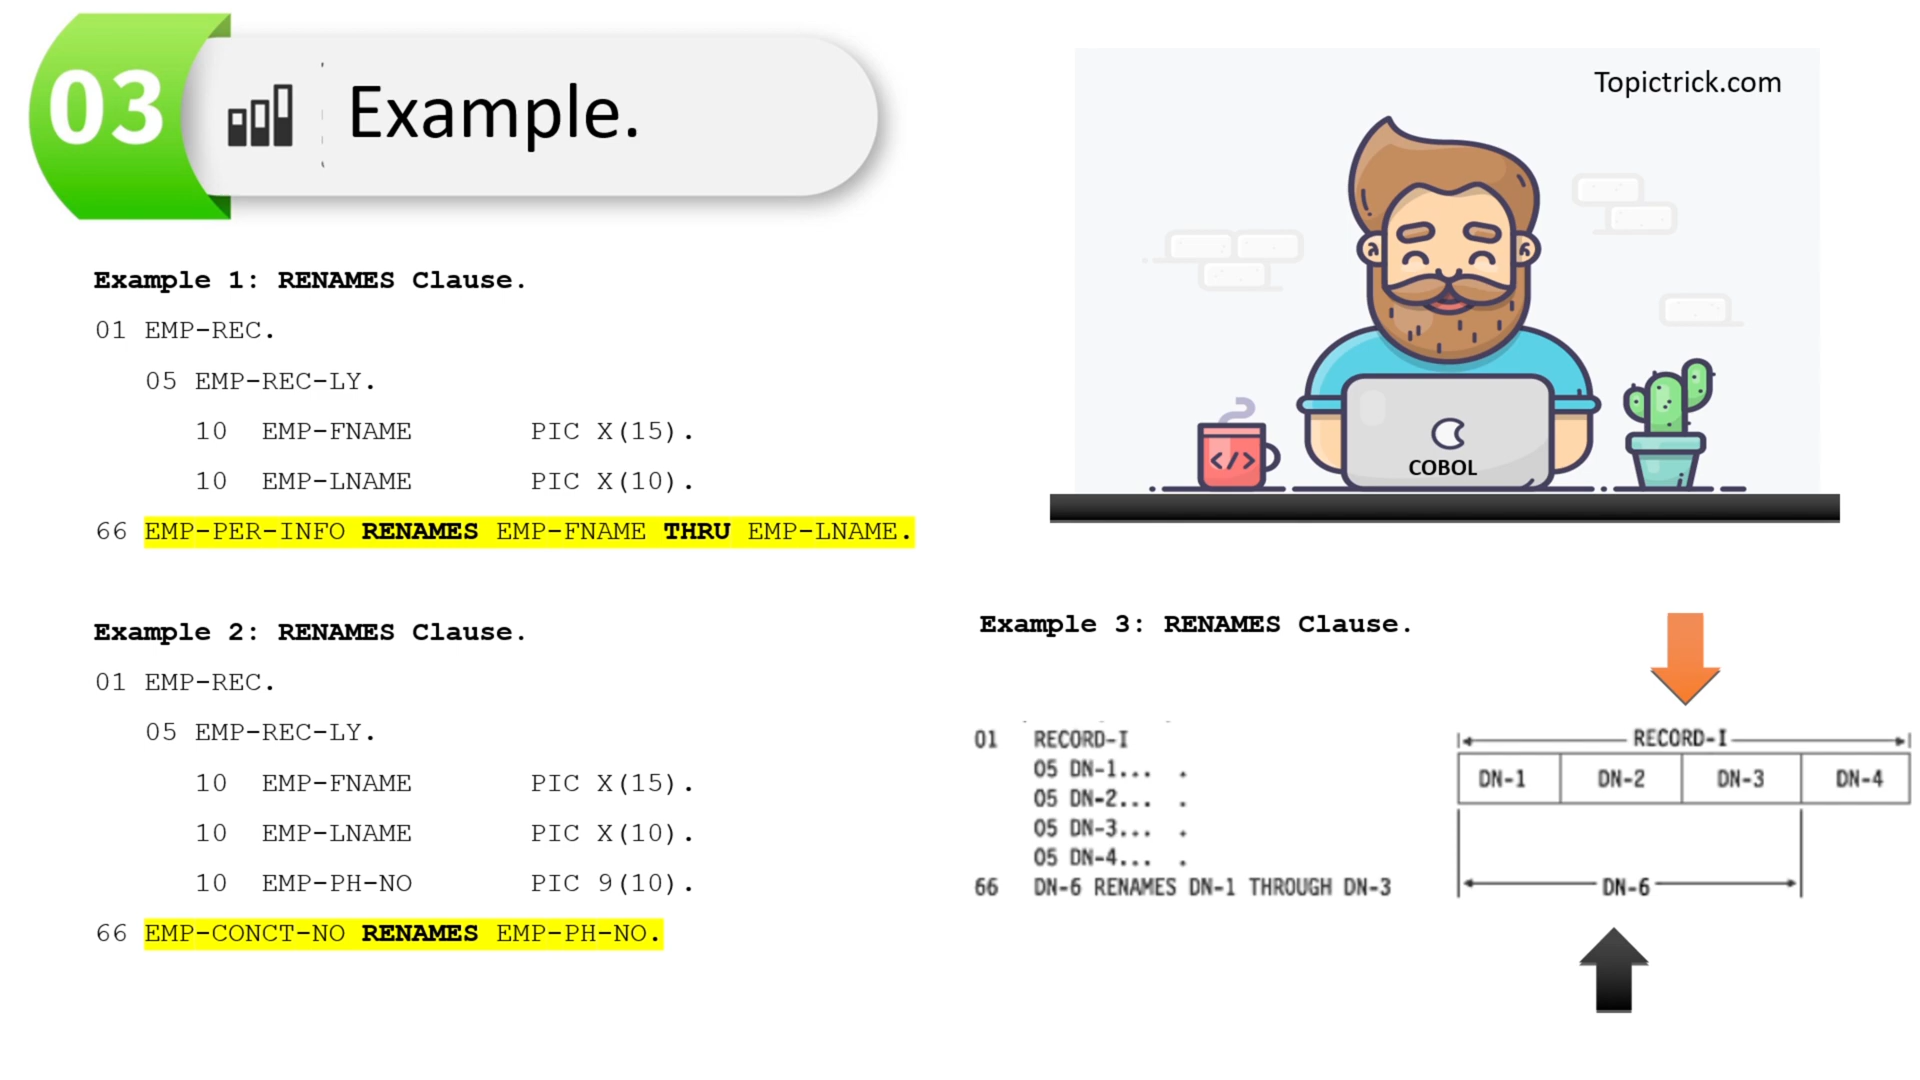 03
Example.
Topictrick.com
</>
COBOL
Example 1: RENAMES Clause.
01 EMP-REC.
05 EMP-REC-LY.
10 EMP-FNAME PIC X(15).
10 EMP-LNAME PIC X(10).
66 EMP-PER-INFO RENAMES EMP-FNAME THRU EMP-LNAME.
Example 2: RENAMES Clause.
01 EMP-REC.
05 EMP-REC-LY.
10 EMP-FNAME PIC X(15).
10 EMP-LNAME PIC X(10).
10 EMP-PH-NO PIC 9(10).
66 EMP-CONCT-NO RENAMES EMP-PH-NO.
Example 3: RENAMES Clause.
01 RECORD-I
05 DN-1... .
05 DN-2... .
05 DN-3... .
05 DN-4... .
66 DN-6 RENAMES DN-1 THROUGH DN-3
RECORD-I
DN-1 DN-2 DN-3 DN-4
DN-6